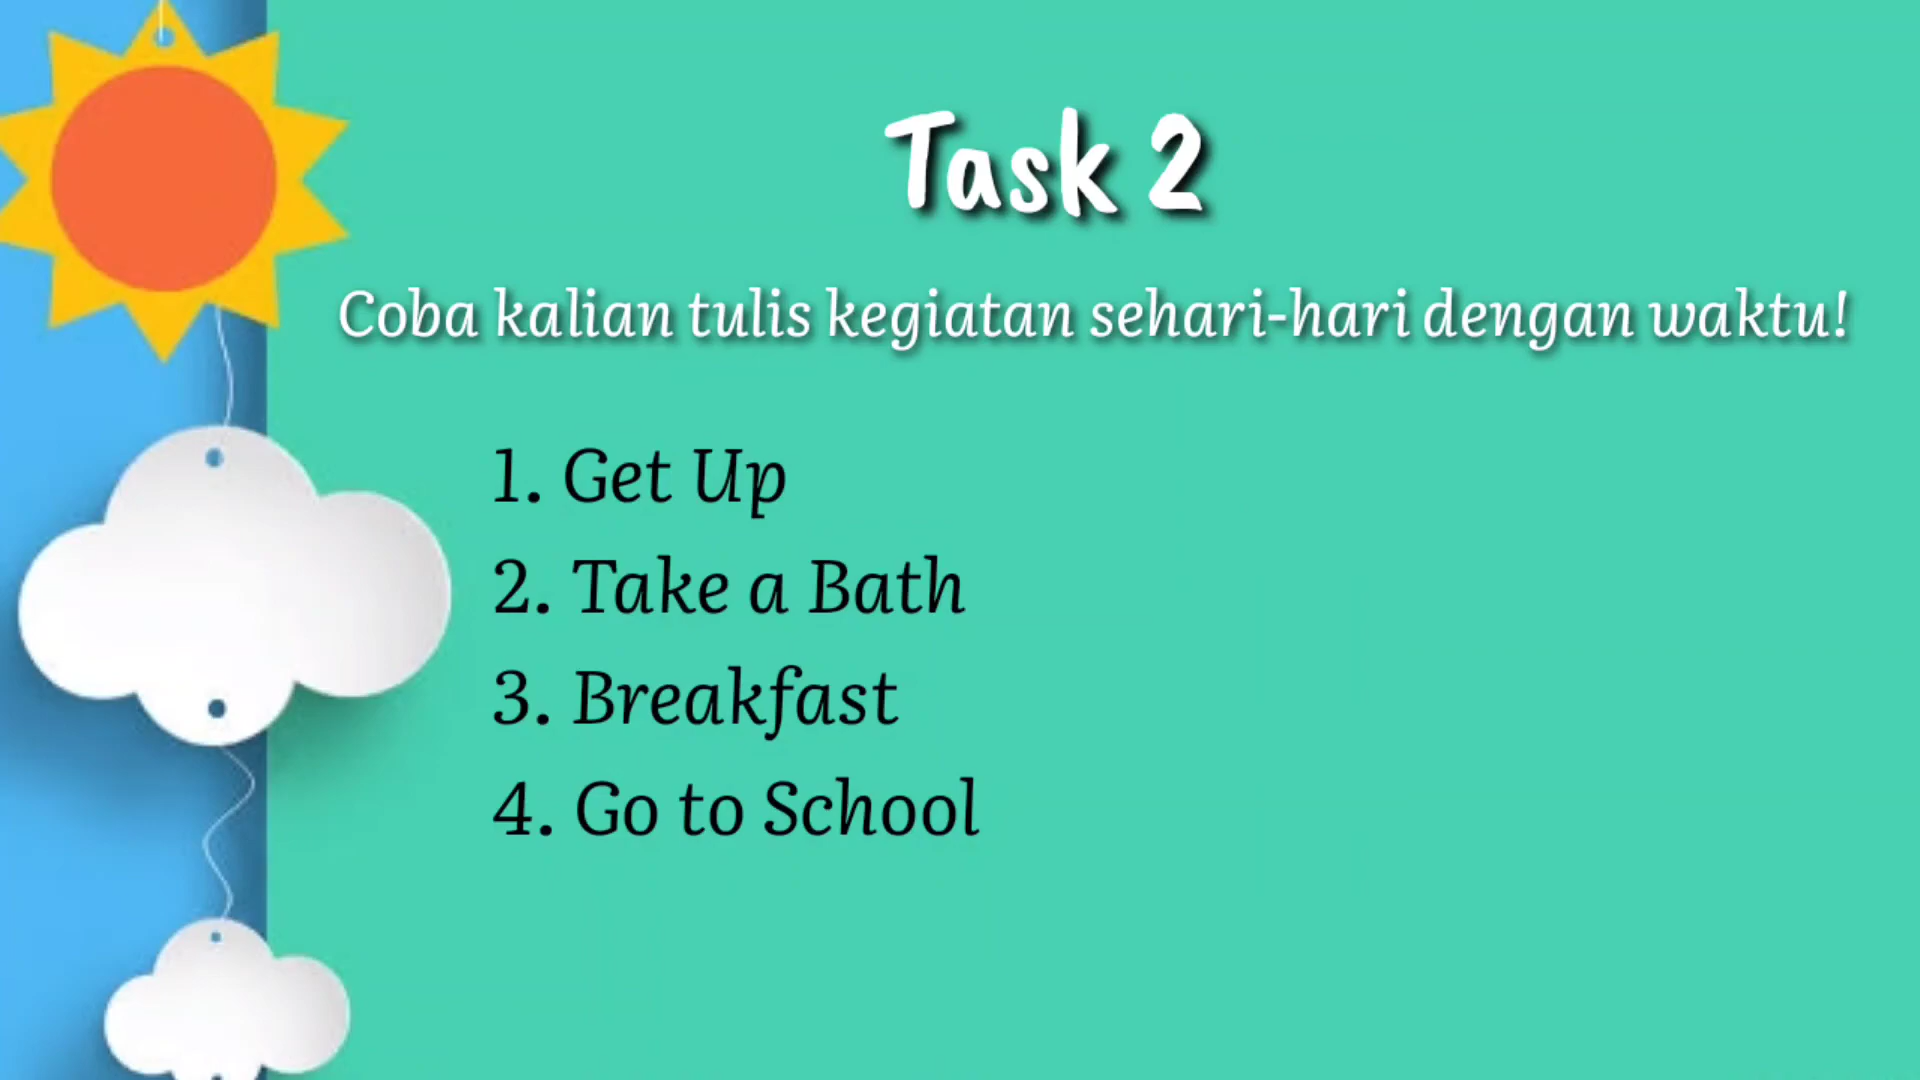 Task 2
Coba kalian tulis kegiatan sehari-hari dengan waktu!
1. Get Up
2. Take a Bath
3. Breakfast
4. Go to School